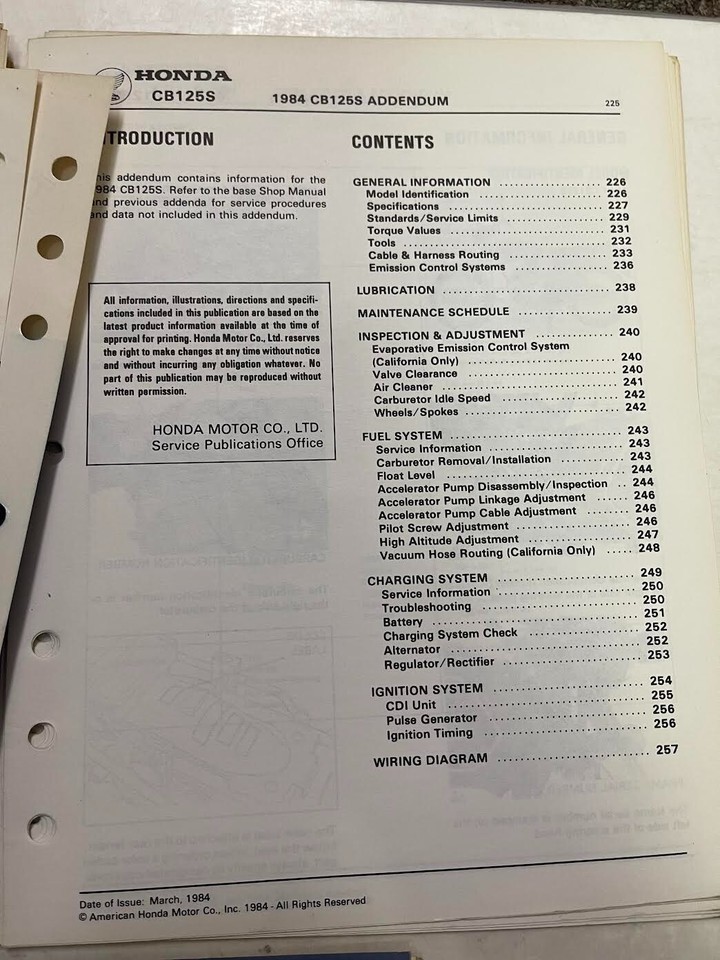 HONDA
CB125S
1984 CB125S ADDENDUM
225
TRODUCTION
his addendum contains information for the
984 CB125S. Refer to the base Shop Manual
nd previous addenda for service procedures
and data not included in this addendum.
All information, illustrations, directions and specifi-
cations included in this publication are based on the
latest product information available at the time of
approval for printing. Honda Motor Co., Ltd. reserves
the right to make changes at any time without notice
and without incurring any obligation whatever. No
part of this publication may be reproduced without
written permission.
HONDA MOTOR CO., LTD.
Service Publications Office
CONTENTS
GENERAL INFORMATION .................. 226
Model Identification .................. 226
Specifications .................. 227
Standards/Service Limits .................. 229
Torque Values .................. 231
Tools .................. 232
Cable & Harness Routing .................. 233
Emission Control Systems .................. 236
LUBRICATION .................. 238
MAINTENANCE SCHEDULE .................. 239
INSPECTION & ADJUSTMENT .................. 240
Evaporative Emission Control System
(California Only) .................. 240
Valve Clearance .................. 240
Air Cleaner .................. 241
Carburetor Idle Speed .................. 242
Wheels/Spokes .................. 242
FUEL SYSTEM .................. 243
Service Information .................. 243
Carburetor Removal/Installation .................. 243
Float Level .................. 244
Accelerator Pump Disassembly/Inspection .. 244
Accelerator Pump Linkage Adjustment ...... 246
Accelerator Pump Cable Adjustment ........ 246
Pilot Screw Adjustment .................. 246
High Altitude Adjustment .................. 247
Vacuum Hose Routing (California Only) ..... 248
CHARGING SYSTEM .................. 249
Service Information .................. 250
Troubleshooting .................. 250
Battery .................. 251
Charging System Check .................. 252
Alternator .................. 252
Regulator/Rectifier .................. 253
IGNITION SYSTEM .................. 254
CDI Unit .................. 255
Pulse Generator .................. 256
Ignition Timing .................. 256
WIRING DIAGRAM .................. 257
Date of Issue: March, 1984
© American Honda Motor Co., Inc. 1984 - All Rights Reserved